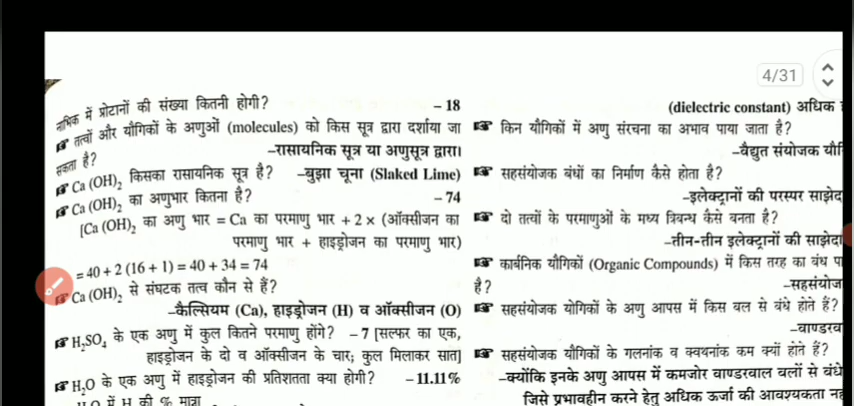 4/31
नाभिक में प्रोटानों की संख्या कितनी होगी? – 18
तत्वों और यौगिकों के अणुओं (molecules) को किस सूत्र द्वारा दर्शाया जा
सकता है? –रासायनिक सूत्र या अणुसूत्र द्वारा।
Ca (OH)₂ किसका रासायनिक सूत्र है? –बुझा चूना (Slaked Lime)
Ca (OH)₂ का अणुभार कितना है? – 74
[Ca (OH)₂ का अणु भार = Ca का परमाणु भार + 2 × (ऑक्सीजन का
परमाणु भार + हाइड्रोजन का परमाणु भार)
= 40 + 2 (16 + 1) = 40 + 34 = 74
Ca (OH)₂ से संघटक तत्व कौन से हैं?
–कैल्सियम (Ca), हाइड्रोजन (H) व ऑक्सीजन (O)
H₂SO₄ के एक अणु में कुल कितने परमाणु होंगे? – 7 [सल्फर का एक,
हाइड्रोजन के दो व ऑक्सीजन के चार; कुल मिलाकर सात]
H₂O के एक अणु में हाइड्रोजन की प्रतिशतता क्या होगी? – 11.11%
में H की % मात्रा
(dielectric constant) अधिक
किन यौगिकों में अणु संरचना का अभाव पाया जाता है?
–वैद्युत संयोजक
सहसंयोजक बंधों का निर्माण कैसे होता है?
–इलेक्ट्रानों की परस्पर
दो तत्वों के परमाणुओं के मध्य त्रिबन्ध कैसे बनता है?
–तीन-तीन इलेक्ट्रानों की
कार्बनिक यौगिकों (Organic Compounds) में किस तरह का बंध
है?
सहसंयोजक योगिकों के अणु आपस में किस बल से बंधे होते हैं?
सहसंयोजक यौगिकों के गलनांक व क्वथनांक कम क्यों होते हैं?
–क्योंकि इनके अणु आपस में कमजोर वाण्डरवाल बलों से बंधे
जिसे प्रभावहीन करने हेतु अधिक ऊर्जा की आवश्यकता